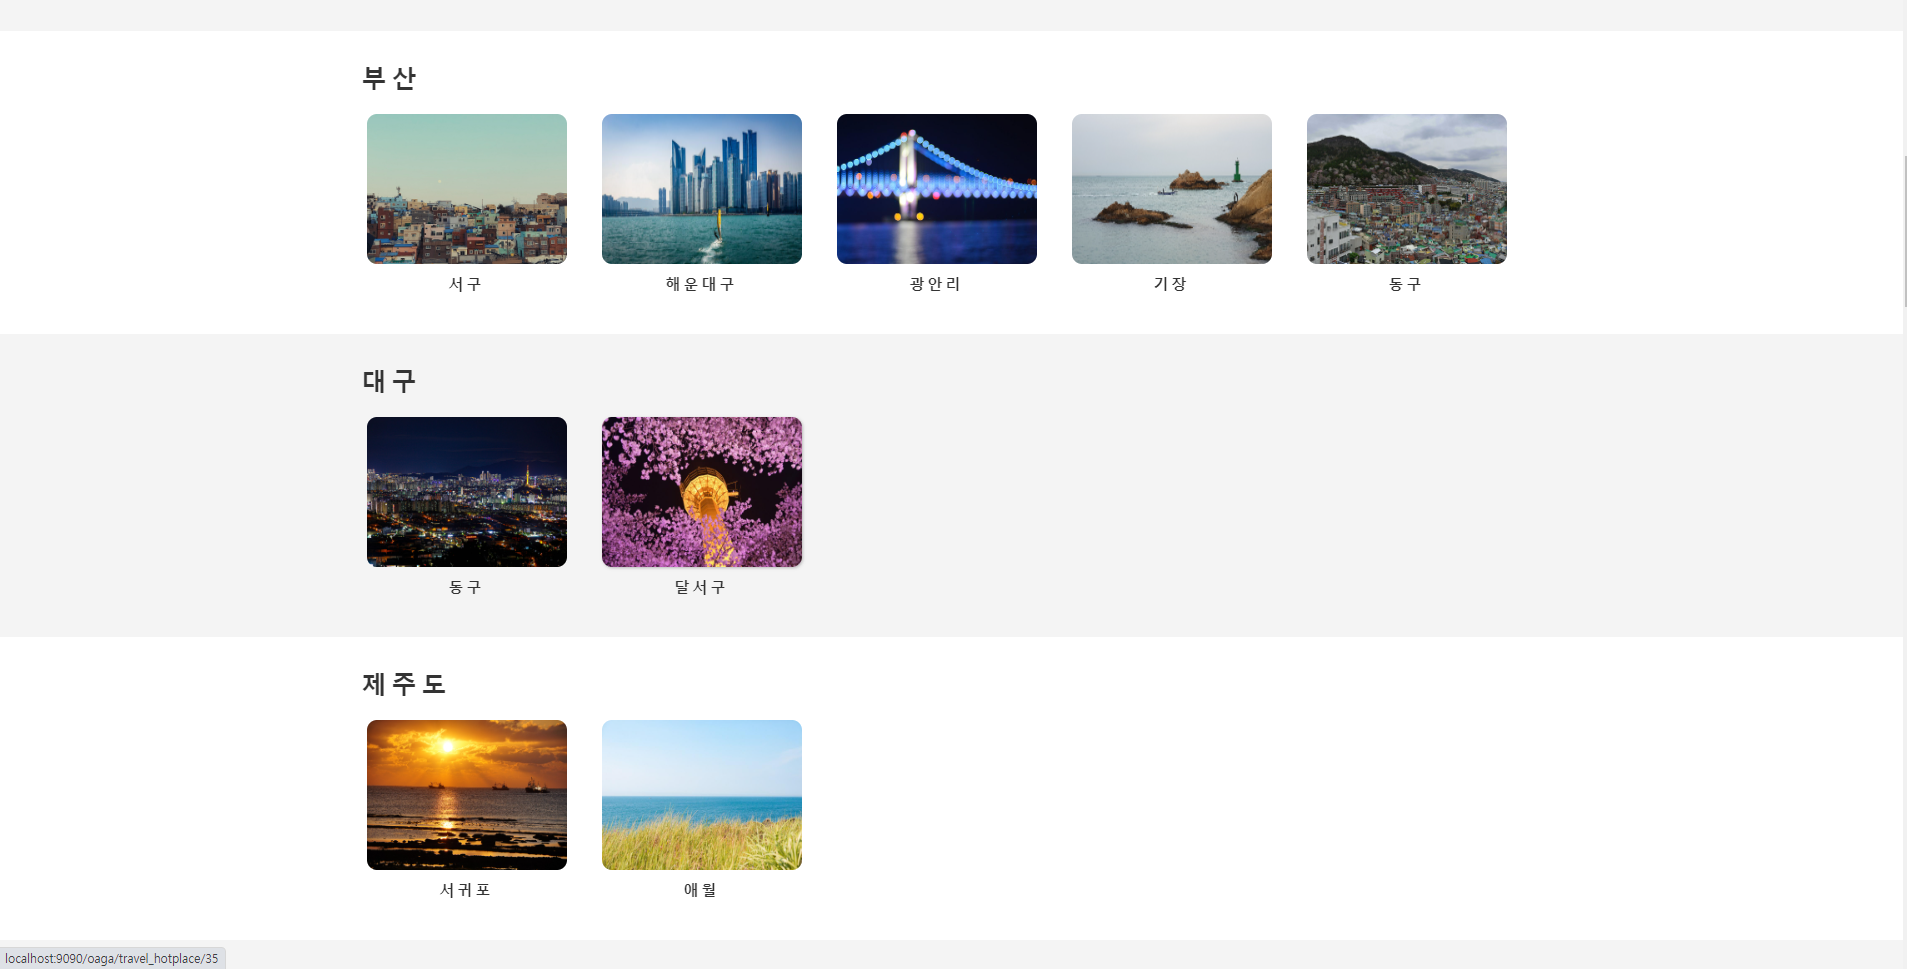 부산
서구
해운대구
광안리
기장
동구
대구
동구
달서구
제주도
서귀포
애월
localhost:9090/oaga/travel_hotplace/35